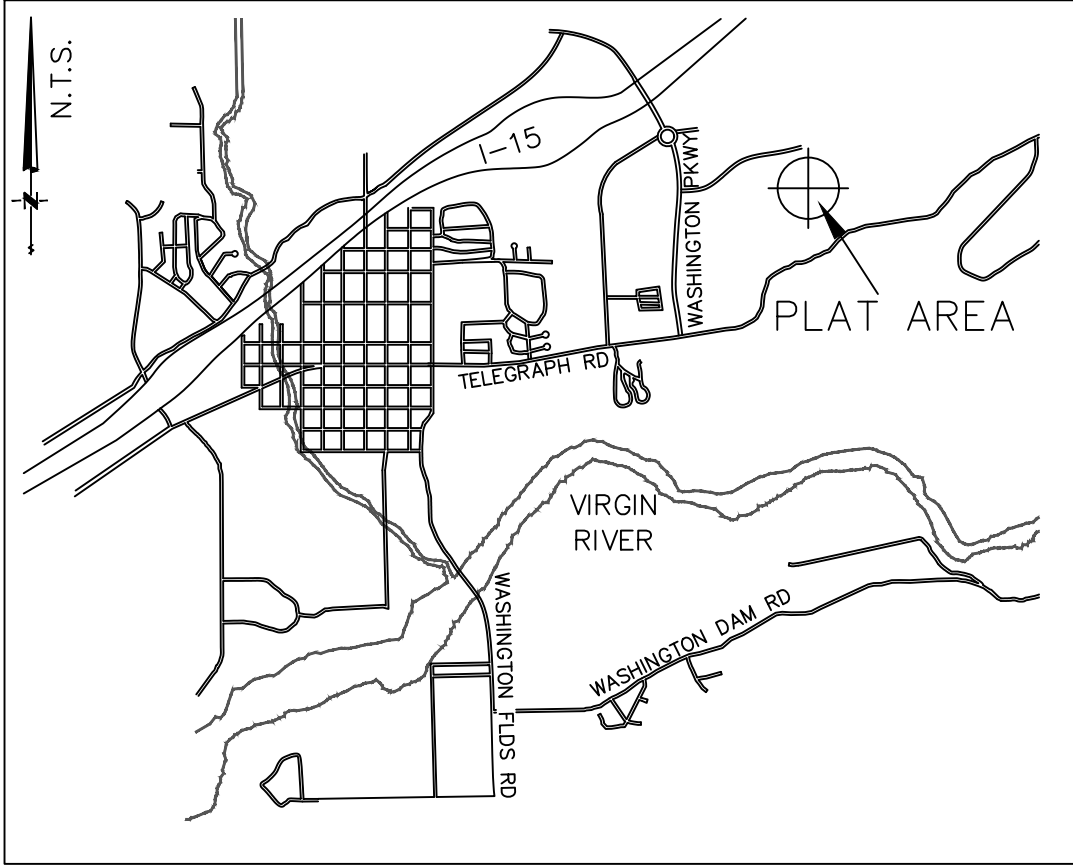 N.T.S.
N
I-15
WASHINGTON PKWY
PLAT AREA
TELEGRAPH RD
VIRGIN
RIVER
WASHINGTON FLDS RD
WASHINGTON DAM RD